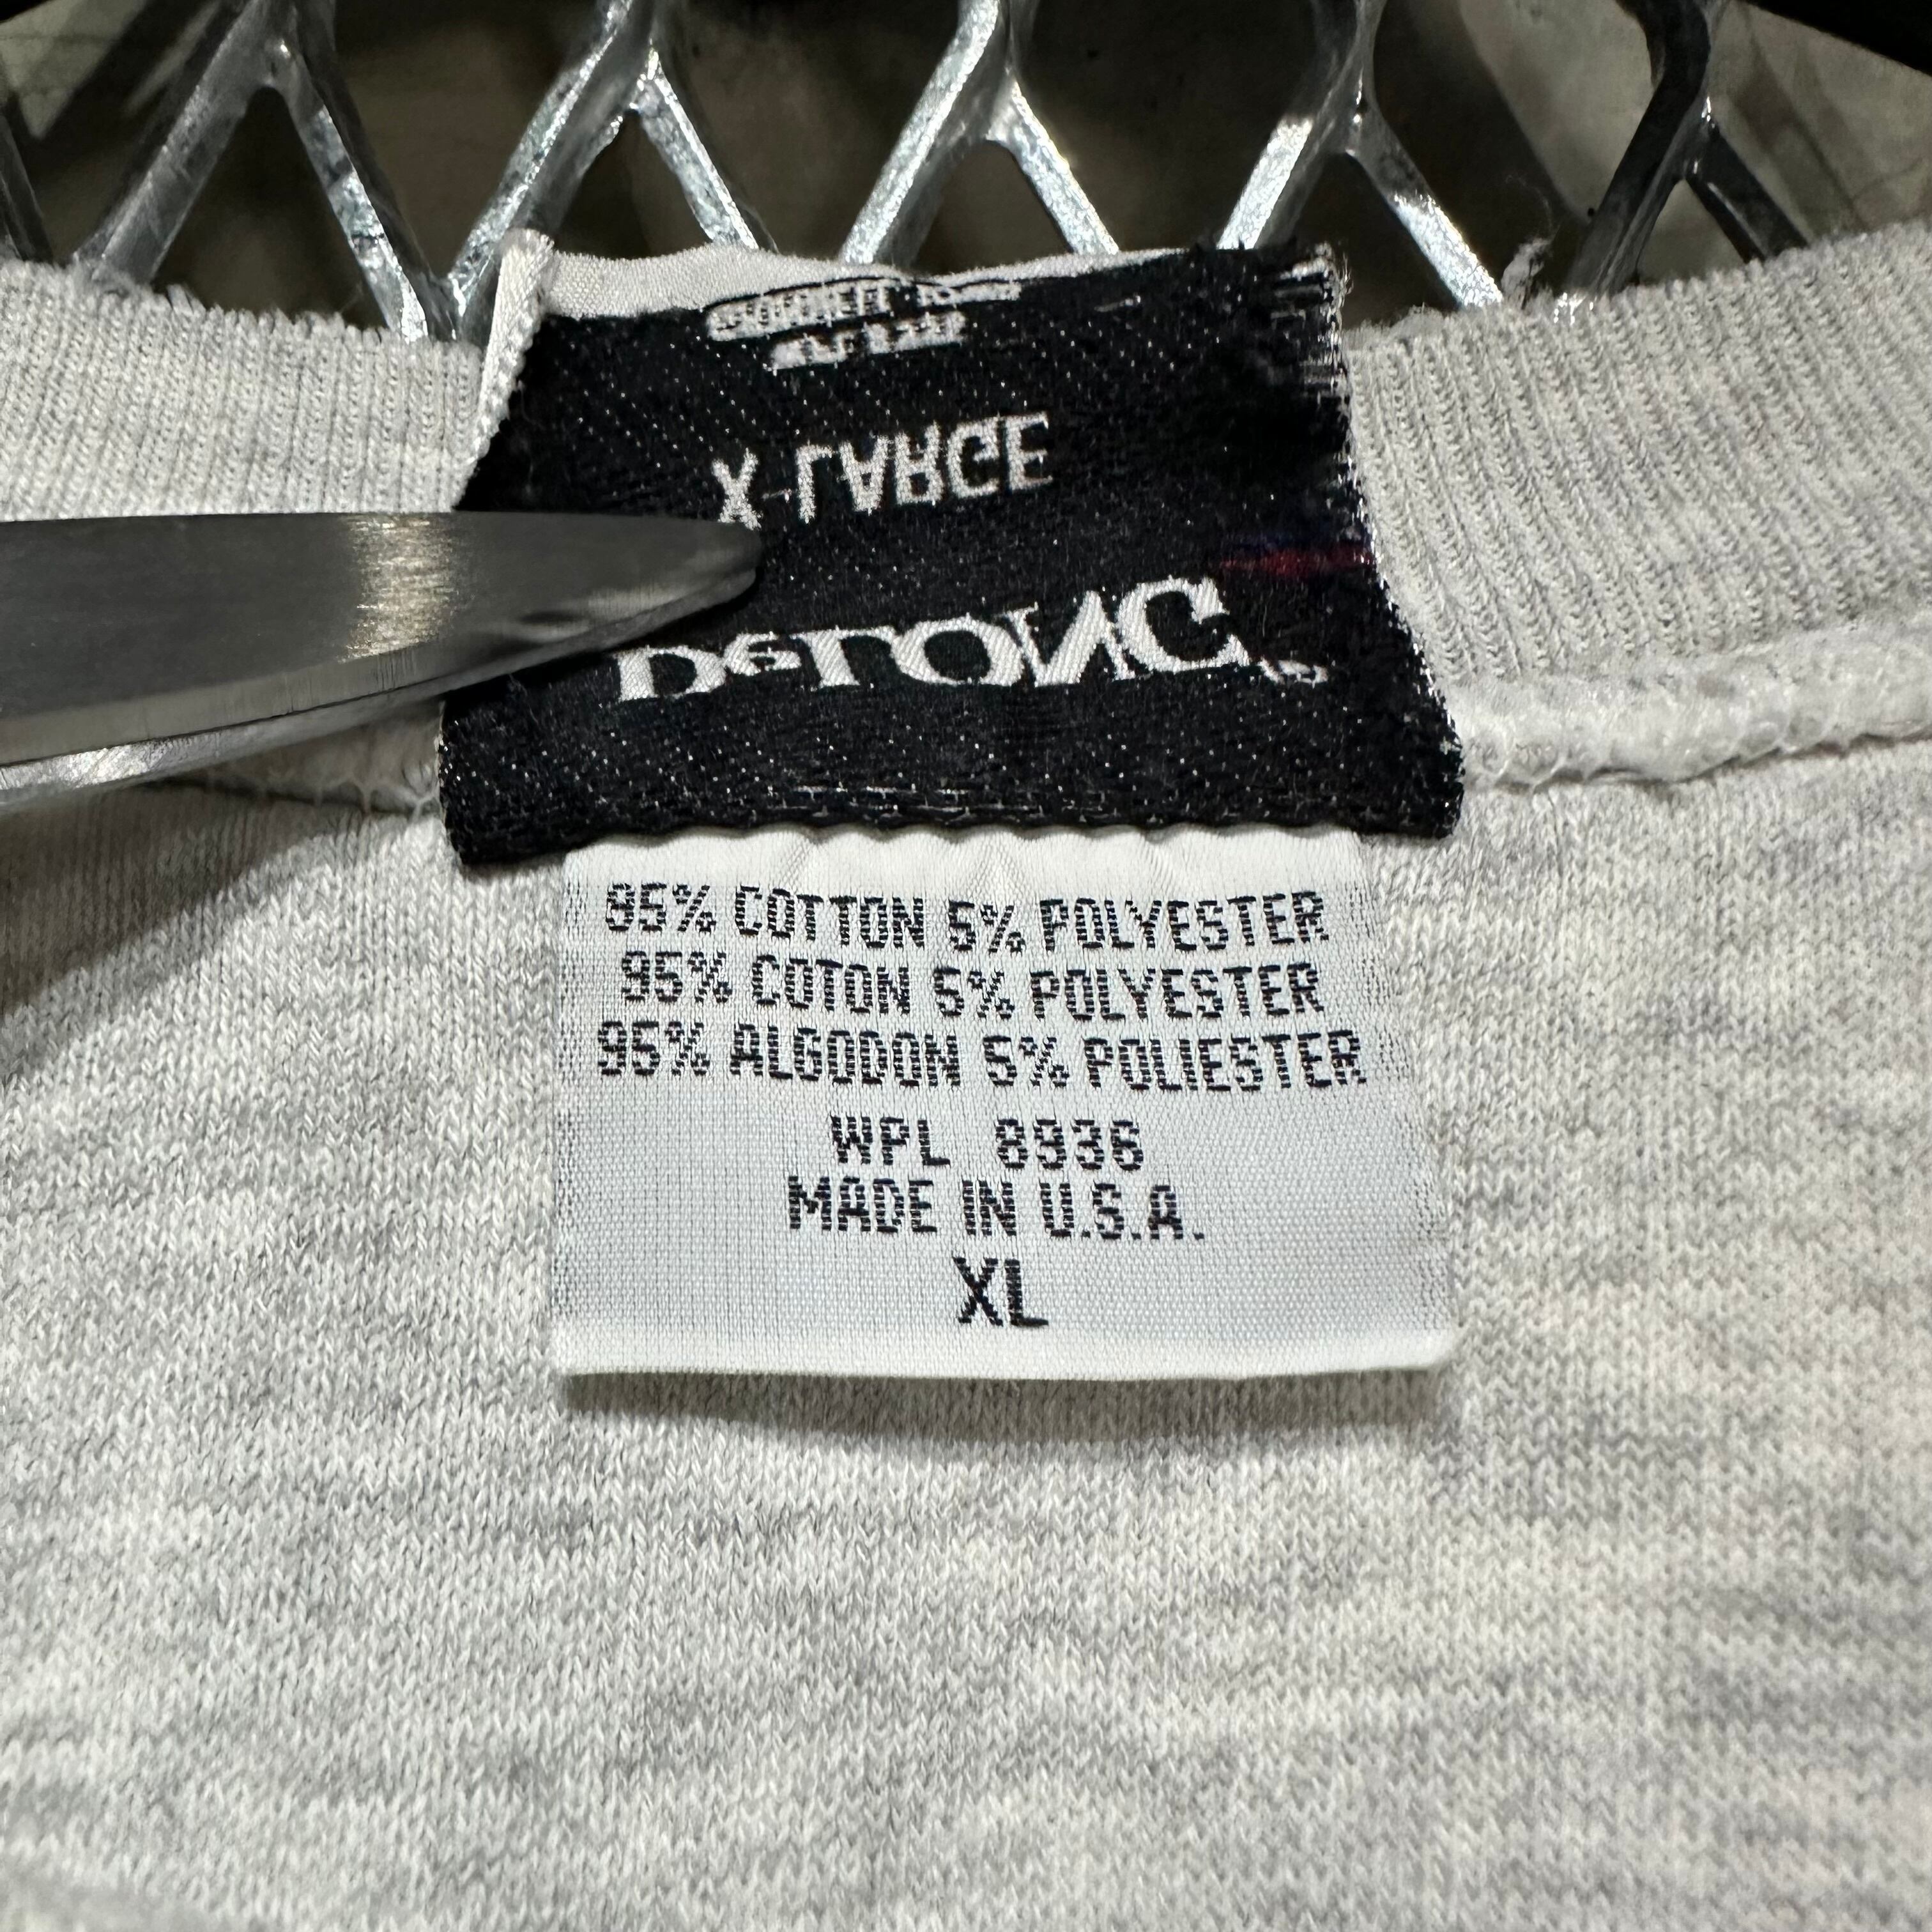 X-LARGE
DeLONG®
95% COTTON 5% POLYESTER
95% COTON 5% POLYESTER
95% ALGODON 5% POLIESTER
WPL 8936
MADE IN U.S.A.
XL